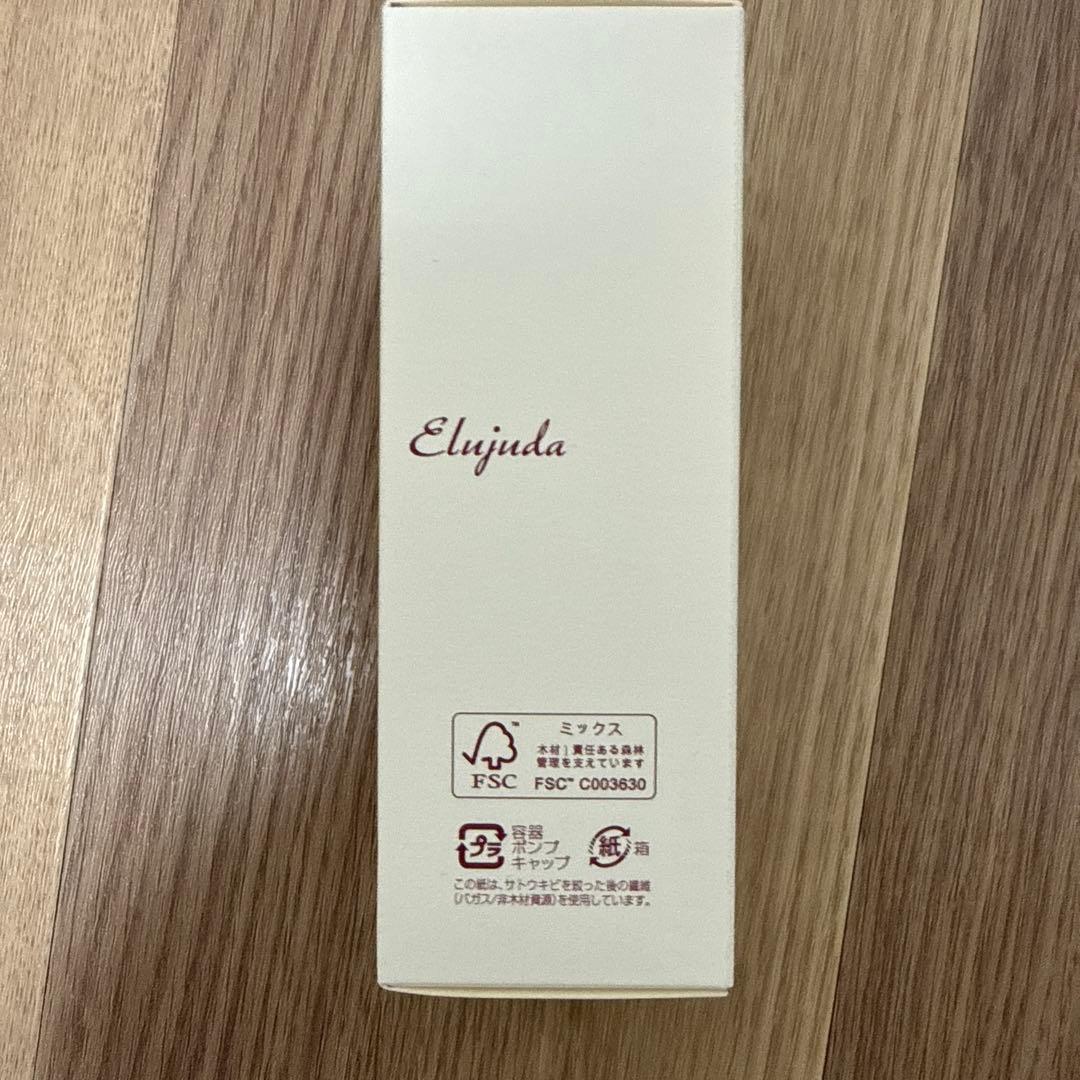 Elujuda
FSC™
ミックス
木材|責任ある森林
管理を支えています
FSC™ C003630
プラ
容器
ポンプ
キャップ
紙
箱
この紙は、サトウキビを絞った後の繊維
(バガス/非木材資源)を使用しています。